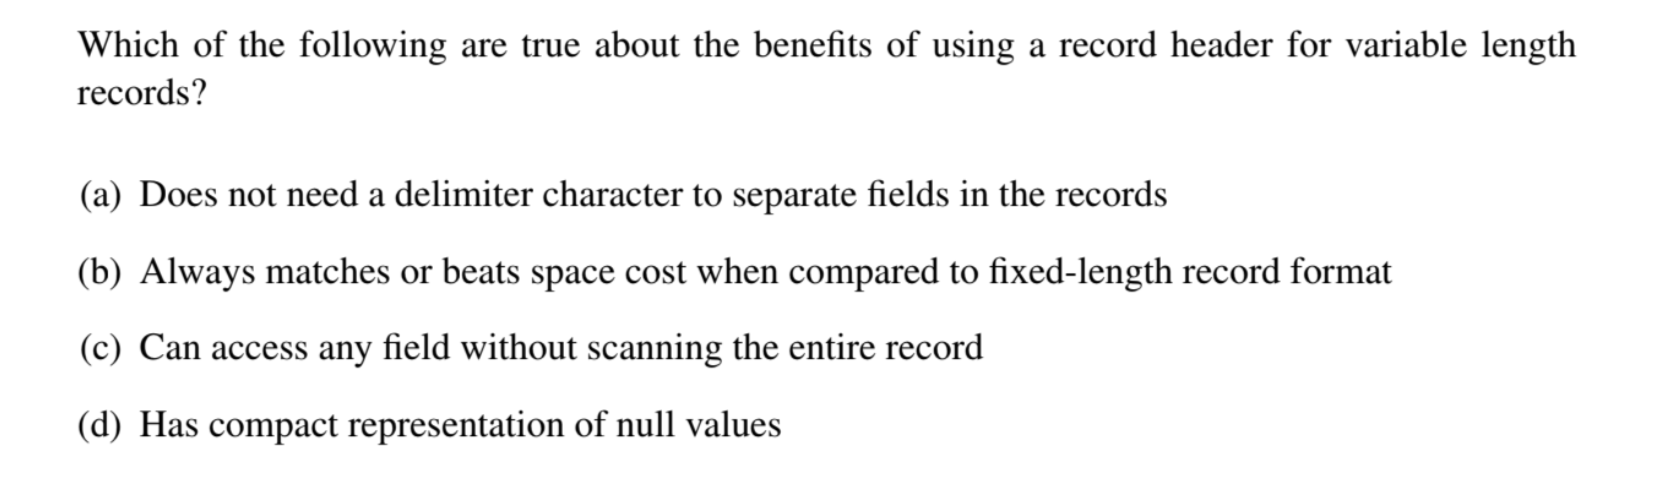 Which of the following are true about the benefits of using a record header for variable length
records?
(a) Does not need a delimiter character to separate fields in the records
(b) Always matches or beats space cost when compared to fixed-length record format
(c) Can access any field without scanning the entire record
(d) Has compact representation of null values